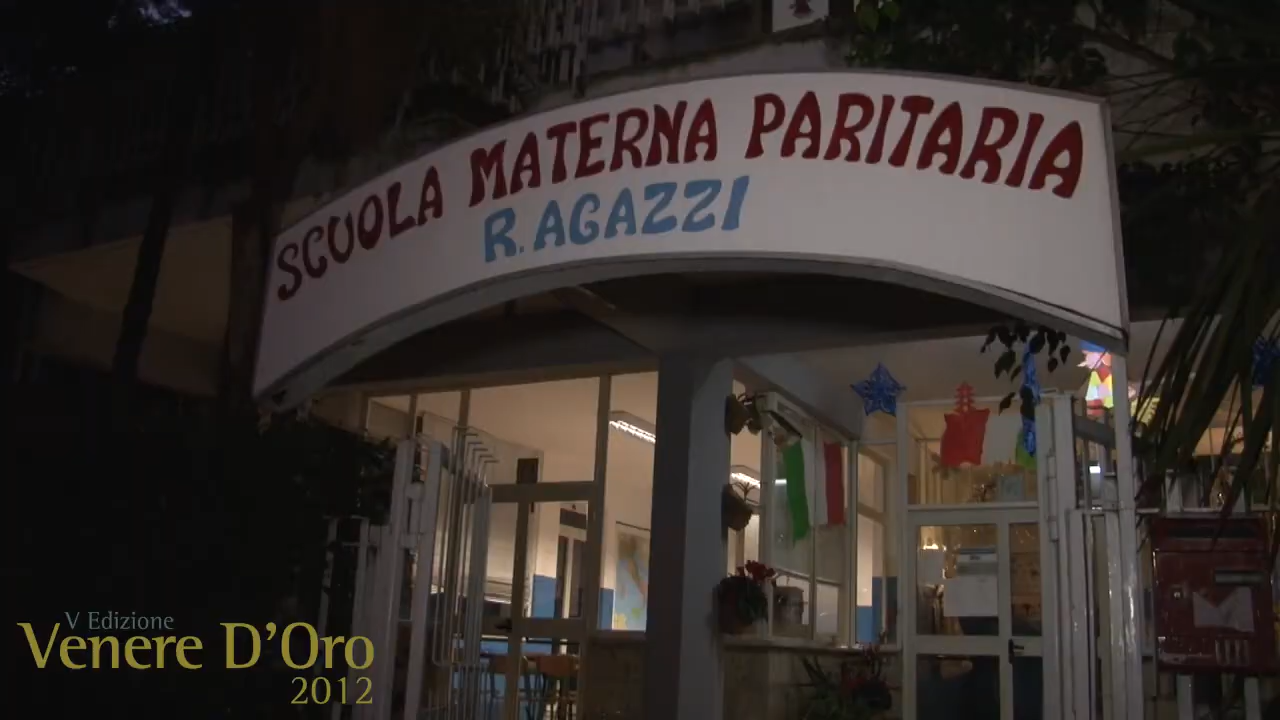 SCUOLA MATERNA PARITARIA
R. AGAZZI
V Edizione
Venere D'Oro
2012